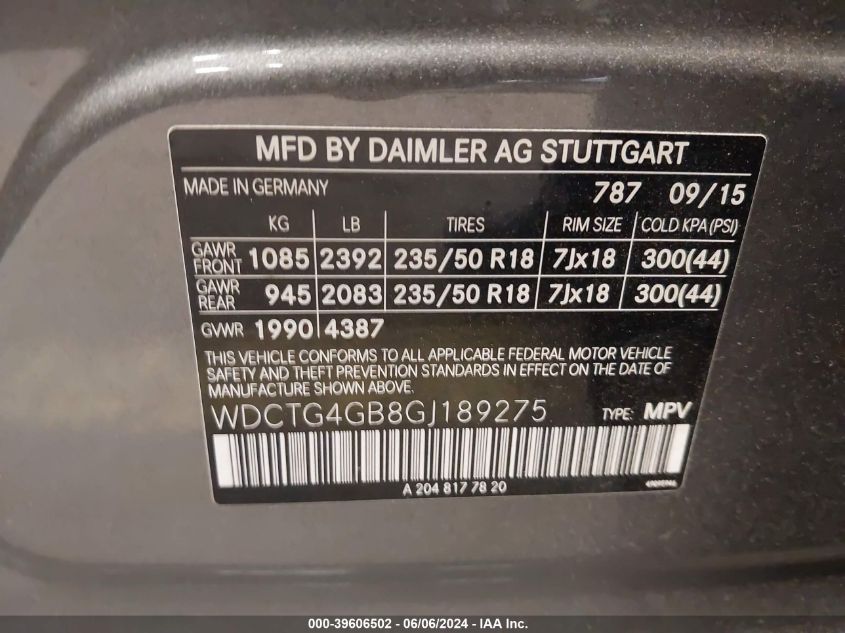 MFD BY DAIMLER AG STUTTGART
MADE IN GERMANY 787 09/15
KG LB TIRES RIM SIZE COLD KPA (PSI)
GAWR FRONT 1085 2392 235/50 R18 7Jx18 300(44)
GAWR REAR 945 2083 235/50 R18 7Jx18 300(44)
GVWR 1990 4387
THIS VEHICLE CONFORMS TO ALL APPLICABLE FEDERAL MOTOR VEHICLE
SAFETY AND THEFT PREVENTION STANDARDS IN EFFECT ON THE DATE OF
MANUFACTURE SHOWN ABOVE.
WDCTG4GB8GJ189275 TYPE: MPV
A 204 817 78 20
000-39606502 - 06/06/2024 - IAA Inc.